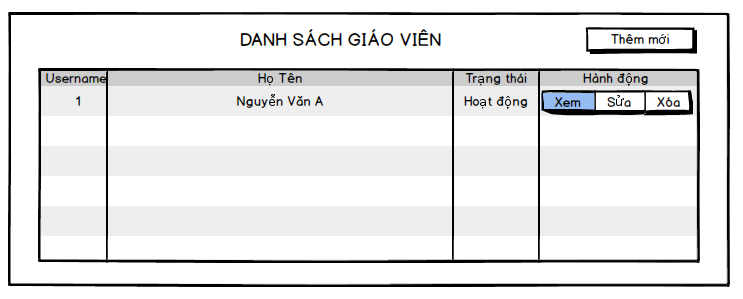 DANH SÁCH GIÁO VIÊN Thêm mới
Username Họ Tên Trạng thái Hành động
1 Nguyễn Văn A Hoạt động Xem Sửa Xóa